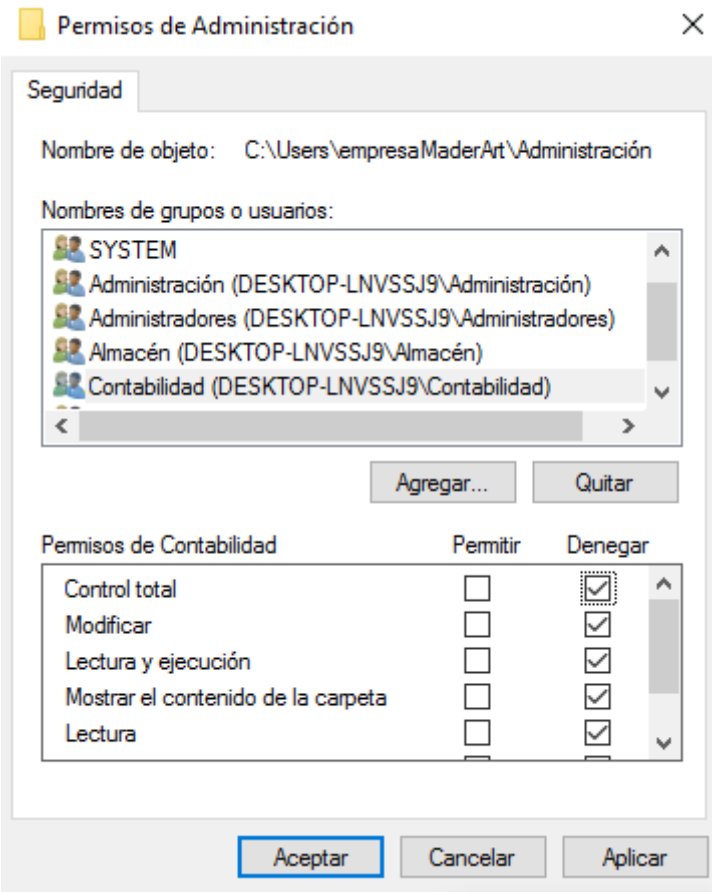 Permisos de Administración
Seguridad
Nombre de objeto: C:\Users\empresaMaderArt\Administración
Nombres de grupos o usuarios:
SYSTEM
Administración (DESKTOP-LNVSSJ9\Administración)
Administradores (DESKTOP-LNVSSJ9\Administradores)
Almacén (DESKTOP-LNVSSJ9\Almacén)
Contabilidad (DESKTOP-LNVSSJ9\Contabilidad)
Agregar... Quitar
Permisos de Contabilidad Permitir Denegar
Control total
Modificar
Lectura y ejecución
Mostrar el contenido de la carpeta
Lectura
Aceptar Cancelar Aplicar